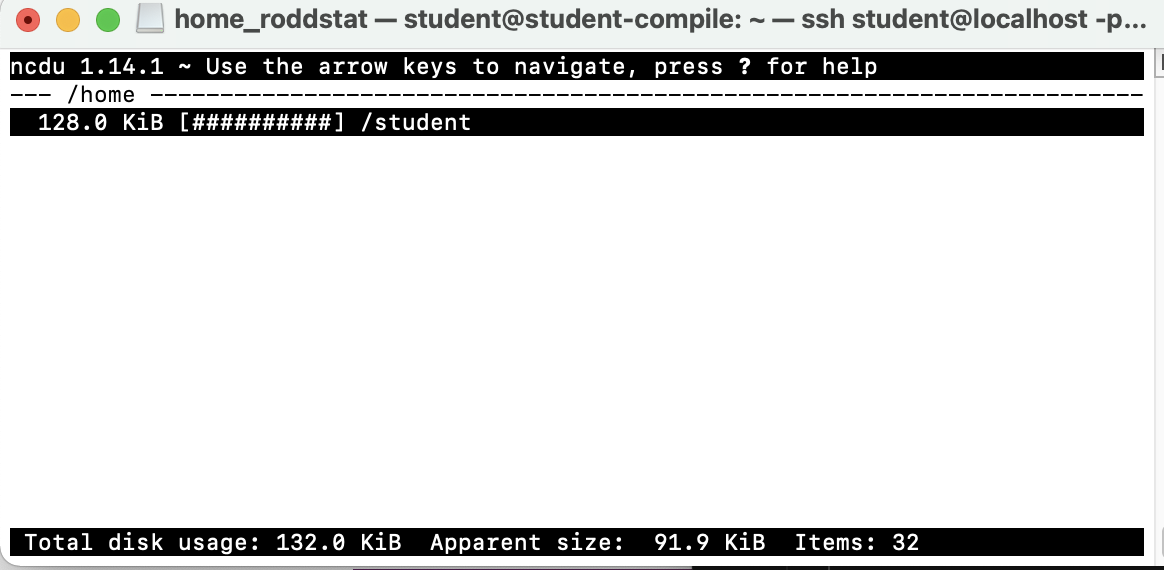 home_roddstat — student@student-compile: ~ — ssh student@localhost -p...
ncdu 1.14.1 ~ Use the arrow keys to navigate, press ? for help
--- /home -----------------------------------------------------------------------
  128.0 KiB [##########] /student
 Total disk usage: 132.0 KiB  Apparent size:  91.9 KiB  Items: 32